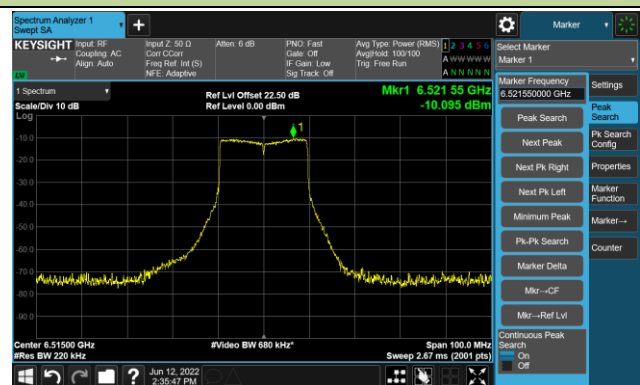 Spectrum Analyzer 1
Swept SA
+
Marker
KEYSIGHT
Input: RF
Coupling: AC
Align: Auto
Input Z: 50 Ω
Corr CCorr
Freq Ref: Int (S)
NFE: Adaptive
Atten: 6 dB
PNO: Fast
Gate: Off
IF Gain: Low
Sig Track: Off
Avg Type: Power (RMS)
Avg|Hold: 100/100
Trig: Free Run
1 2 3 4 5 6
A W W W W W
A N N N N N
LW
Select Marker
Marker 1
1 Spectrum
Scale/Div 10 dB
Log
Ref Lvl Offset 22.50 dB
Ref Level 0.00 dBm
Mkr1 6.521 55 GHz
-10.095 dBm
1
-10.0
-20.0
-30.0
-40.0
-50.0
-60.0
-70.0
-80.0
-90.0
Center 6.51500 GHz
#Res BW 220 kHz
#Video BW 680 kHz*
Span 100.0 MHz
Sweep 2.67 ms (2001 pts)
Marker Frequency
6.521550000 GHz
Peak Search
Next Peak
Next Pk Right
Next Pk Left
Minimum Peak
Pk-Pk Search
Marker Delta
Mkr→CF
Mkr→Ref Lvl
Continuous Peak
Search
On
Off
Settings
Peak
Search
Pk Search
Config
Properties
Marker
Function
Marker→
Counter
?
Jun 12, 2022
2:35:47 PM